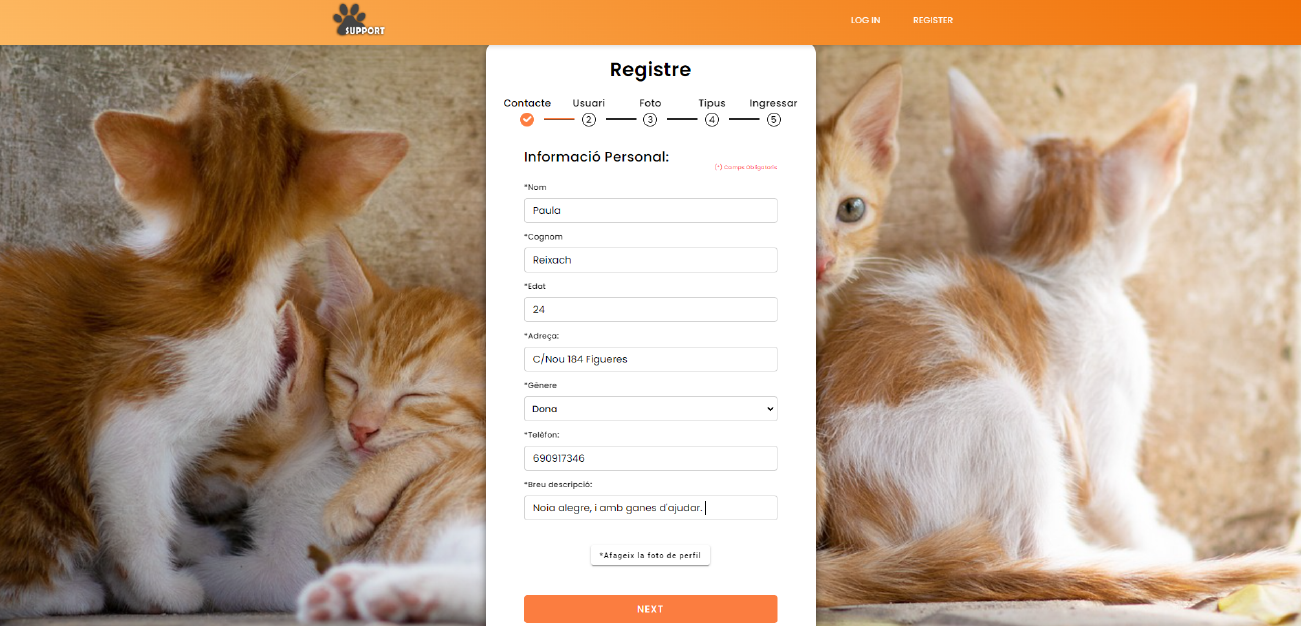 SUPPORT
LOG IN
REGISTER
Registre
Contacte Usuari Foto Tipus Ingressar
2 3 4 5
Informació Personal:
(*) Camps Obligatoris
*Nom
Paula
*Cognom
Reixach
*Edat
24
*Adreça:
C/Nou 184 Figueres
*Gènere
Dona
*Telèfon:
690917346
*Breu descripció:
Noia alegre, i amb ganes d'ajudar.
*Afageix la foto de perfil
NEXT